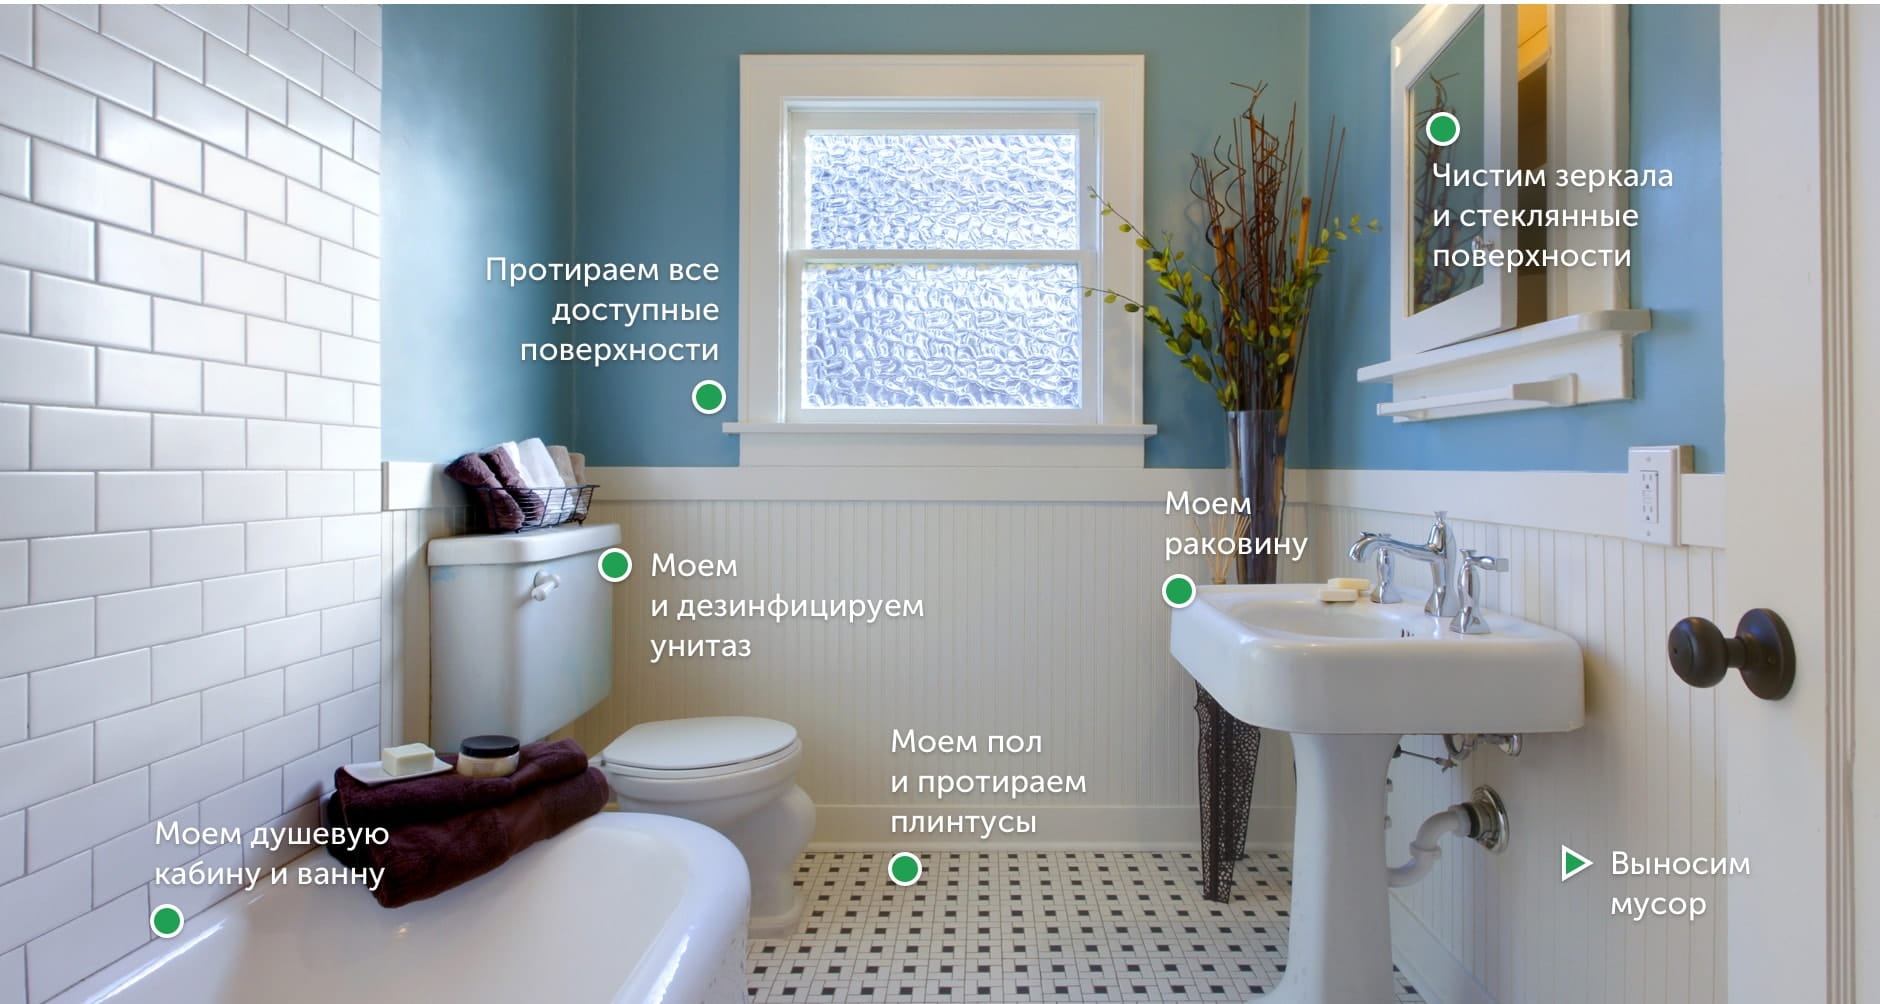 Чистим зеркала
и стеклянные
поверхности
Протираем все
доступные
поверхности
Моем
раковину
Моем
и дезинфицируем
унитаз
Моем пол
и протираем
плинтусы
Моем душевую
кабину и ванну
Выносим
мусор